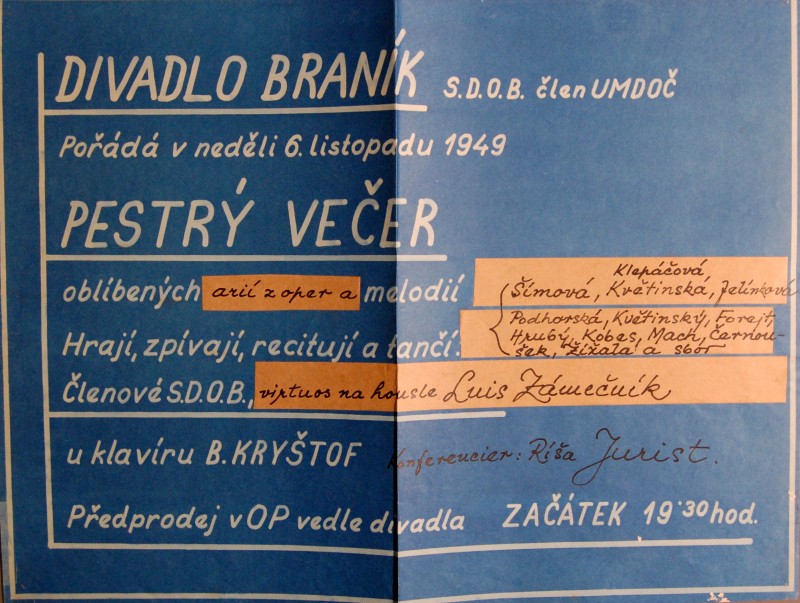 DIVADLO BRANÍK S.D.O.B. člen UMDOČ
Pořádá v neděli 6. listopadu 1949
PESTRÝ VEČER
oblíbených arií z oper a melodií
Klepáčová
Šímová, Květinská, Jelínková
Podhorská, Květinský, Forejt,
Hrubý, Kobes, Mach, Černou-
šek, Žížala a sbor
Hrají, zpívají, recitují a tančí:
Členové S.D.O.B., virtuos na housle Luis Zámečník
u klavíru B. KRYŠTOF Konferencier: Ríša Jurist.
Předprodej v OP vedle divadla ZAČÁTEK 19·30 hod.